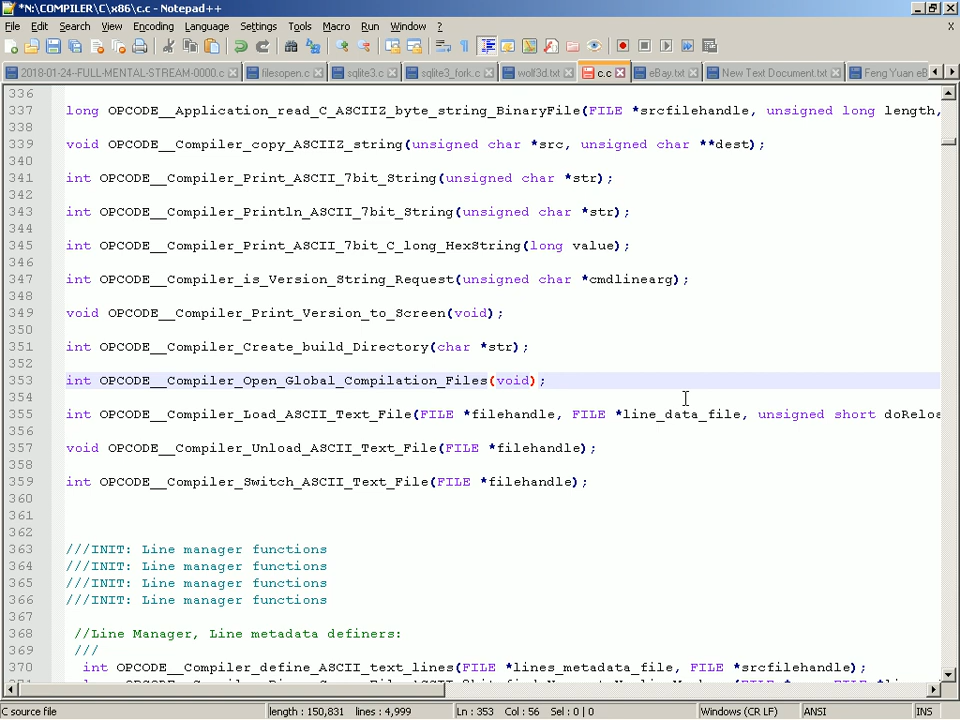 *N:\COMPILER\C\x86\c.c - Notepad++
File Edit Search View Encoding Language Settings Tools Macro Run Window ? X
2018-01-24-FULL-MENTAL-STREAM-0000.c filesopen.c sqlite3.c sqlite3_fork.c wolf3d.txt c.c eBay.txt New Text Document.txt Feng Yuan eB
336
337 long OPCODE__Application_read_C_ASCIIZ_byte_string_BinaryFile(FILE *srcfilehandle, unsigned long length,
338
339 void OPCODE__Compiler_copy_ASCIIZ_string(unsigned char *src, unsigned char **dest);
340
341 int OPCODE__Compiler_Print_ASCII_7bit_String(unsigned char *str);
342
343 int OPCODE__Compiler_Println_ASCII_7bit_String(unsigned char *str);
344
345 int OPCODE__Compiler_Print_ASCII_7bit_C_long_HexString(long value);
346
347 int OPCODE__Compiler_is_Version_String_Request(unsigned char *cmdlinearg);
348
349 void OPCODE__Compiler_Print_Version_to_Screen(void);
350
351 int OPCODE__Compiler_Create_build_Directory(char *str);
352
353 int OPCODE__Compiler_Open_Global_Compilation_Files(void);
354
355 int OPCODE__Compiler_Load_ASCII_Text_File(FILE *filehandle, FILE *line_data_file, unsigned short doReloa
356
357 void OPCODE__Compiler_Unload_ASCII_Text_File(FILE *filehandle);
358
359 int OPCODE__Compiler_Switch_ASCII_Text_File(FILE *filehandle);
360
361
362
363 ///INIT: Line manager functions
364 ///INIT: Line manager functions
365 ///INIT: Line manager functions
366 ///INIT: Line manager functions
367
368 //Line Manager, Line metadata definers:
369 ///
370 int OPCODE__Compiler_define_ASCII_text_lines(FILE *lines_metadata_file, FILE *srcfilehandle);
C source file length : 150,831 lines : 4,999 Ln : 353 Col : 56 Sel : 0 | 0 Windows (CR LF) ANSI INS